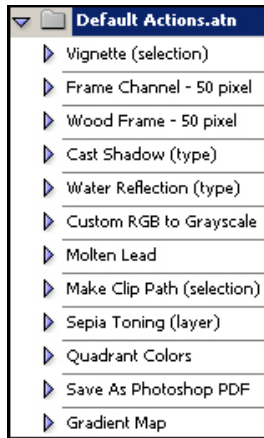 Default Actions.atn
Vignette (selection)
Frame Channel - 50 pixel
Wood Frame - 50 pixel
Cast Shadow (type)
Water Reflection (type)
Custom RGB to Grayscale
Molten Lead
Make Clip Path (selection)
Sepia Toning (layer)
Quadrant Colors
Save As Photoshop PDF
Gradient Map